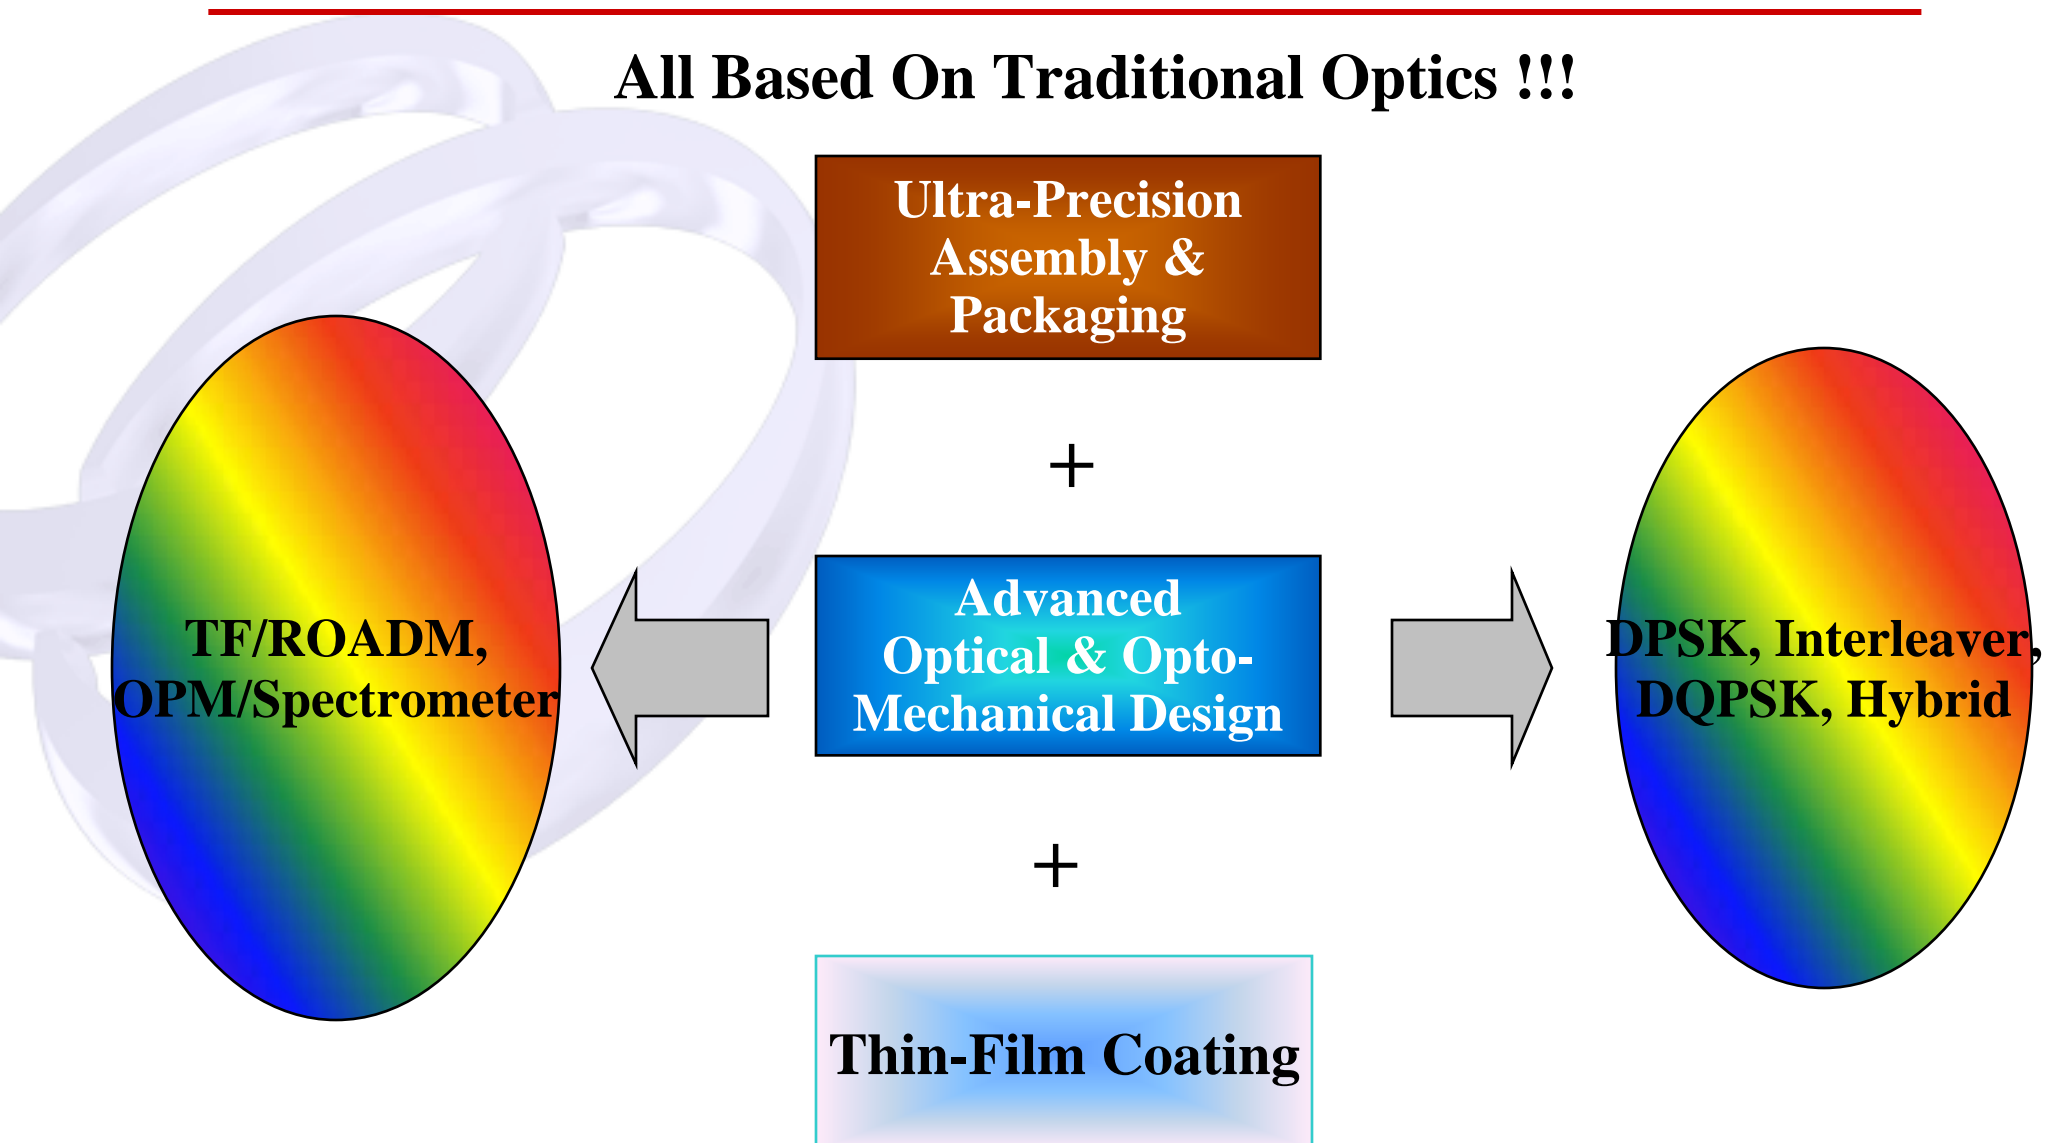 All Based On Traditional Optics !!!
Ultra-Precision
Assembly &
Packaging
+
Advanced
Optical & Opto-
Mechanical Design
TF/ROADM,
OPM/Spectrometer
DPSK, Interleaver,
DQPSK, Hybrid
+
Thin-Film Coating